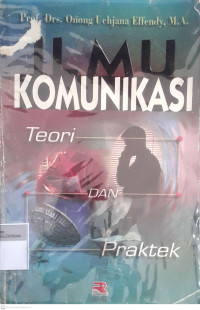 Prof. Drs. Onong Uchjana Effendy, M.A.
ILMU
KOMUNIKASI
Teori
DAN
Praktek